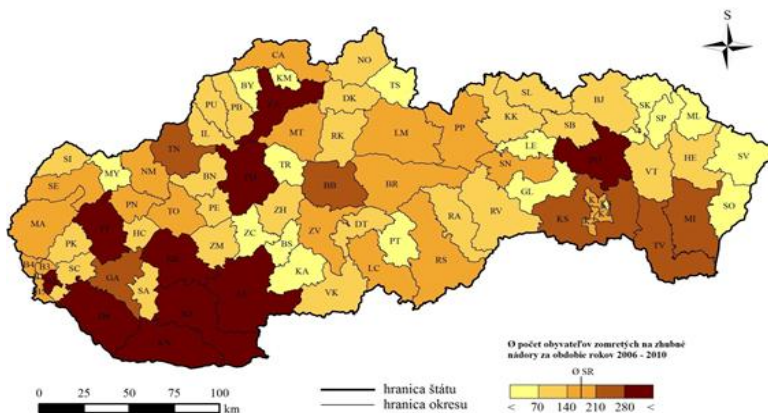 S
CA
NO
BY
KM
TS
PU
PB
DK
SL
BJ
SK
SP
ML
IL
MT
RK
LM
PP
KK
SB
TN
LE
SI
TR
SN
VT
HE
SV
SE
MY
NM
BN
BB
BR
GL
PN
TO
PE
ZH
RA
RV
KS
MI
SO
MA
HC
ZV
DT
TV
PK
ZM
ZC
BS
PT
SC
GA
SA
KA
LC
RS
VK
Ø počet obyvateľov zomretých na zhubné
nádory za obdobie rokov 2006 - 2010
Ø SR
< 70 140 210 280 <
0 25 50 75 100
km
hranica štátu
hranica okresu